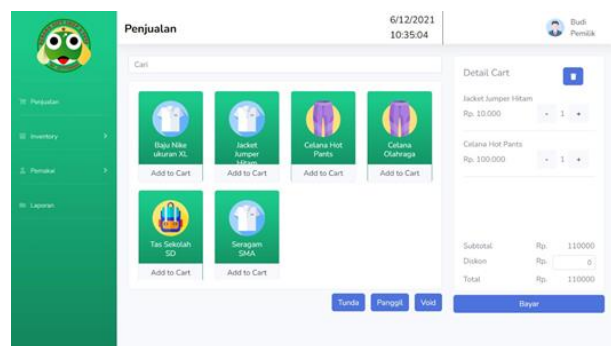 Penjualan
6/12/2021
10:35:04
Budi
Pemilik
Penjualan
Inventory
Pemakai
Laporan
Cari
Baju Nike
ukuran XL
Add to Cart
Jacket
Jumper
Hitam
Add to Cart
Celana Hot
Pants
Add to Cart
Celana
Olahraga
Add to Cart
Tas Sekolah
SD
Add to Cart
Seragam
SMA
Add to Cart
Tunda
Panggil
Void
Detail Cart
Jacket Jumper Hitam
Rp. 10.000 - 1 +
Celana Hot Pants
Rp. 100.000 - 1 +
Subtotal Rp. 110000
Diskon Rp. 0
Total Rp. 110000
Bayar